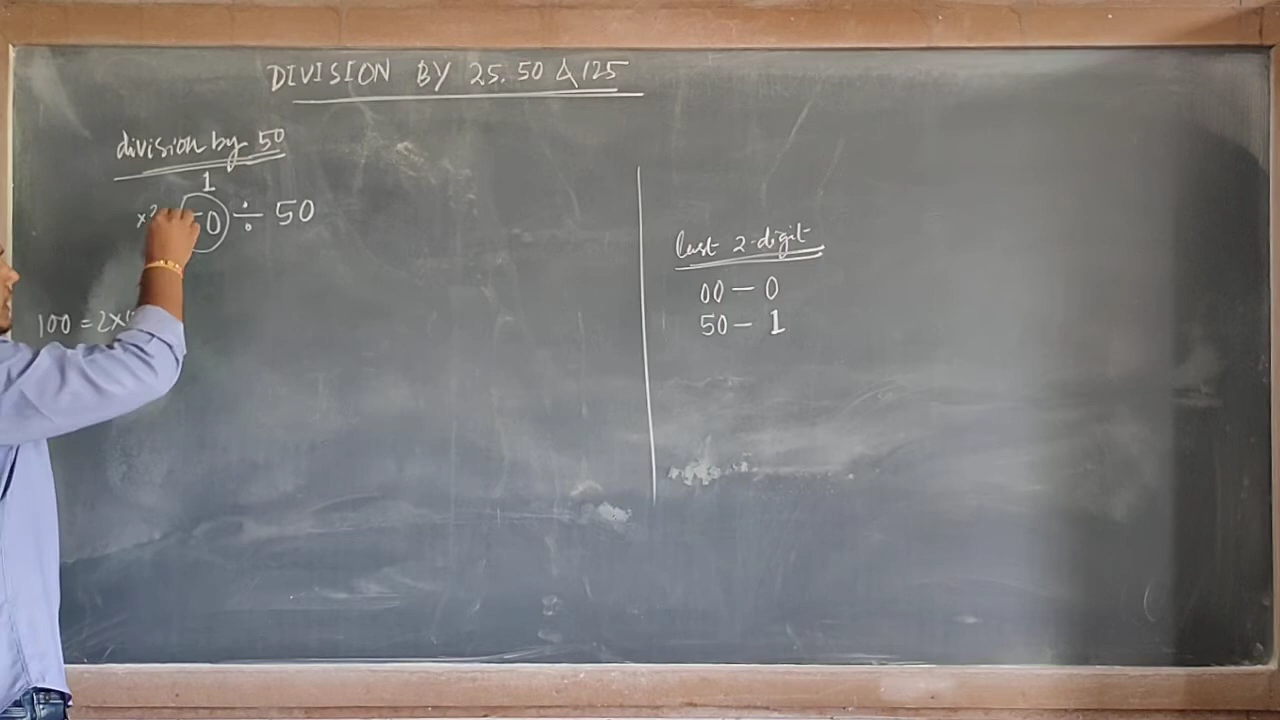 DIVISION BY 25. 50 & 125
division by 50
1
x2 50 ÷ 50
100 = 2x
last 2-digit
00 — 0
50 — 1